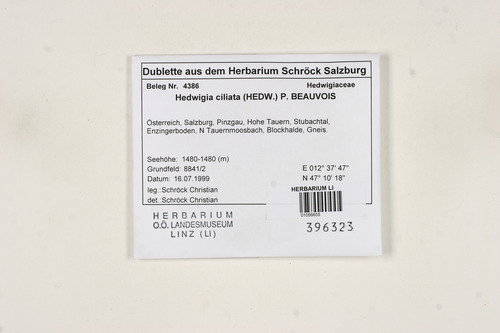 Dublette aus dem Herbarium Schröck Salzburg
Beleg Nr. 4386 Hedwigiaceae
Hedwigia ciliata (HEDW.) P. BEAUVOIS
Österreich, Salzburg, Pinzgau, Hohe Tauern, Stubachtal,
Enzingerboden, N Tauernmoosbach, Blockhalde, Gneis.
Seehöhe: 1480-1480 (m)
Grundfeld: 8841/2 E 012° 37' 47"
Datum: 16.07.1999 N 47° 10' 18"
leg.:Schröck Christian
det.:Schröck Christian
HERBARIUM LI
HERBARIUM
O.Ö. LANDESMUSEUM
LINZ (LI)
396323